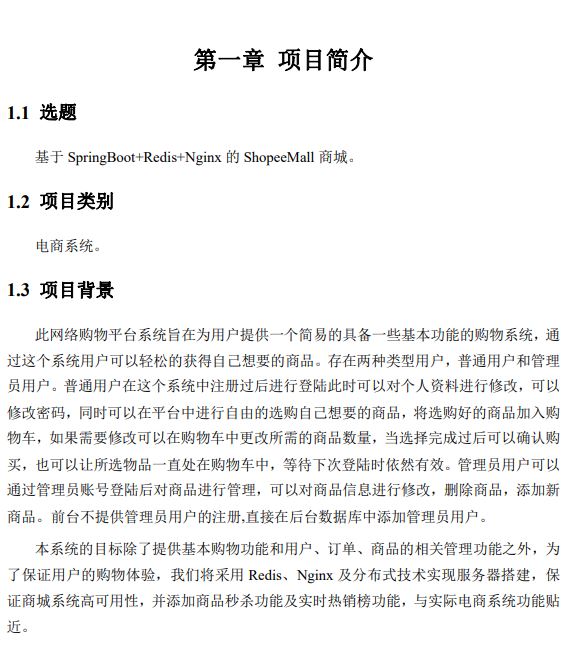 第一章 项目简介
1.1 选题
基于 SpringBoot+Redis+Nginx 的 ShopeeMall 商城。
1.2 项目类别
电商系统。
1.3 项目背景
此网络购物平台系统旨在为用户提供一个简易的具备一些基本功能的购物系统，通
过这个系统用户可以轻松的获得自己想要的商品。存在两种类型用户，普通用户和管理
员用户。普通用户在这个系统中注册过后进行登陆此时可以对个人资料进行修改，可以
修改密码，同时可以在平台中进行自由的选购自己想要的商品，将选购好的商品加入购
物车，如果需要修改可以在购物车中更改所需的商品数量，当选择完成过后可以确认购
买，也可以让所选物品一直处在购物车中，等待下次登陆时依然有效。管理员用户可以
通过管理员账号登陆后对商品进行管理，可以对商品信息进行修改，删除商品，添加新
商品。前台不提供管理员用户的注册,直接在后台数据库中添加管理员用户。
本系统的目标除了提供基本购物功能和用户、订单、商品的相关管理功能之外，为
了保证用户的购物体验，我们将采用 Redis、Nginx 及分布式技术实现服务器搭建，保
证商城系统高可用性，并添加商品秒杀功能及实时热销榜功能，与实际电商系统功能贴
近。